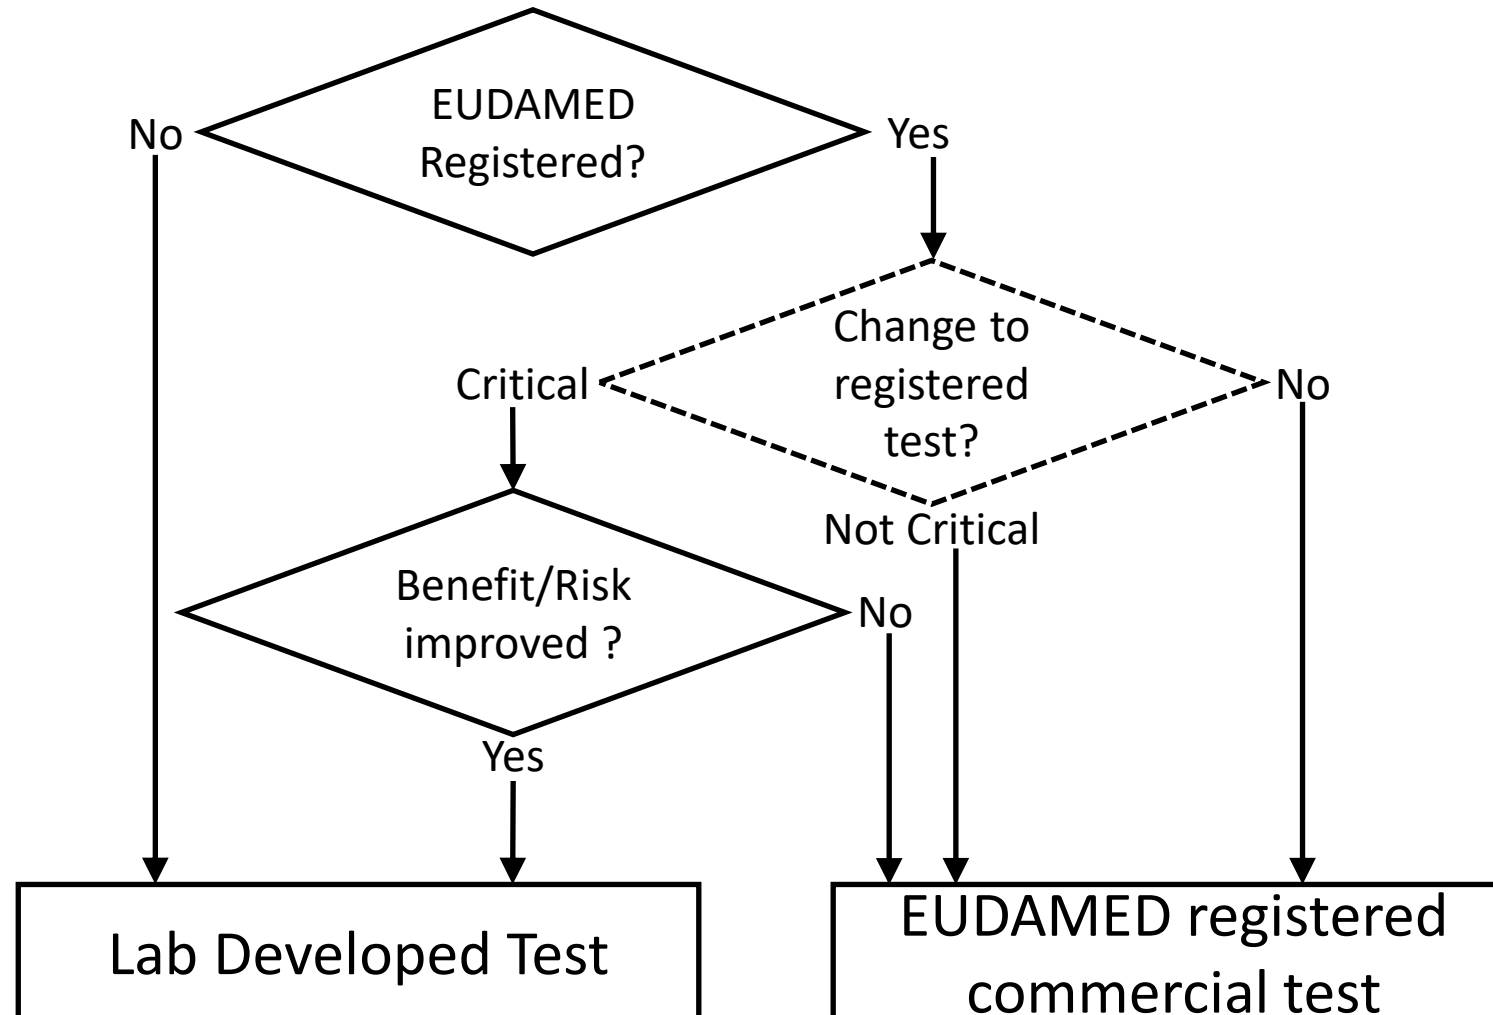 EUDAMED
Registered?
No
Yes
Change to
registered
test?
Critical
No
Not Critical
Benefit/Risk
improved ?
No
Yes
Lab Developed Test
EUDAMED registered
commercial test